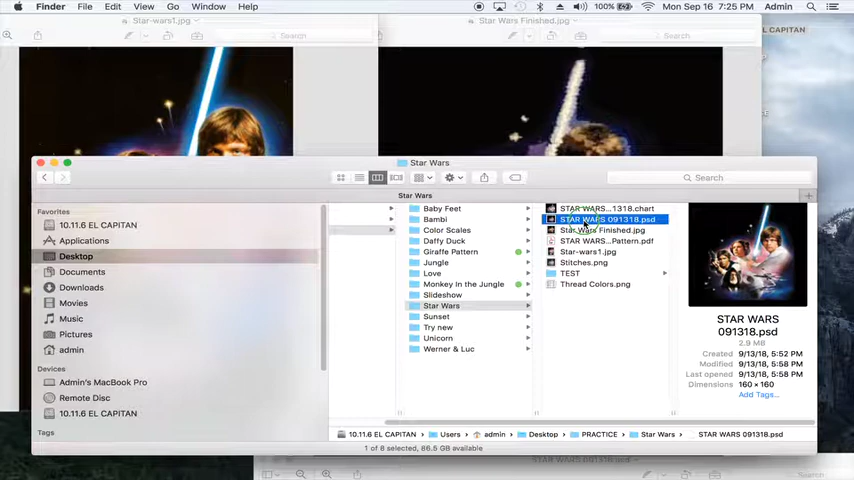 Finder File Edit View Go Window Help 100% Mon Sep 16 7:25 PM Admin
Star-wars1.jpg
Star Wars Finished.jpg
EL CAPITAN
Search
Search
Star Wars
Search
Star Wars
Favorites
10.11.6 EL CAPITAN
Applications
Desktop
Documents
Downloads
Movies
Music
Pictures
admin
Devices
Admin's MacBook Pro
Remote Disc
10.11.6 EL CAPITAN
Tags
Baby Feet
Bambi
Color Scales
Daffy Duck
Giraffe Pattern
Jungle
Love
Monkey In the Jungle
Slideshow
Star Wars
Sunset
Try new
Unicorn
Werner & Luc
STAR WARS...1318.chart
STAR WARS 091318.psd
Star Wars Finished.jpg
STAR WARS...Pattern.pdf
Star-wars1.jpg
Stitches.png
TEST
Thread Colors.png
STAR WARS
091318.psd
2.9 MB
Created 9/13/18, 5:52 PM
Modified 9/13/18, 5:58 PM
Last opened 9/13/18, 5:58 PM
Dimensions 160 × 160
Add Tags...
10.11.6 EL CAPITAN Users admin Desktop PRACTICE Star Wars STAR WARS 091318.psd
1 of 8 selected, 86.5 GB available